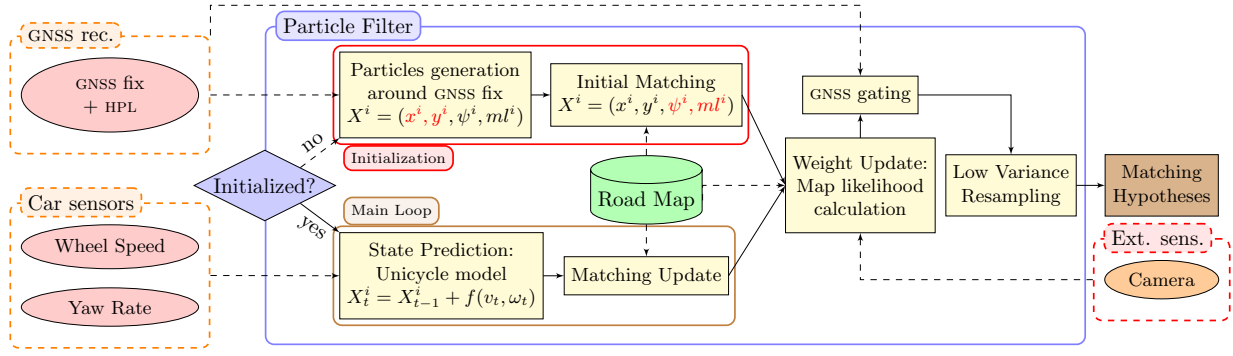 Particle Filter
GNSS rec.
GNSS fix
+ HPL
Particles generation
around GNSS fix
X^i = (x^i, y^i, ψ^i, ml^i)
Initial Matching
X^i = (x^i, y^i, ψ^i, ml^i)
Initialization
GNSS gating
no
Initialized?
yes
Road Map
Weight Update:
Map likelihood
calculation
Low Variance
Resampling
Matching
Hypotheses
Car sensors
Wheel Speed
Yaw Rate
Main Loop
State Prediction:
Unicycle model
X^i_t = X^i_{t−1} + f(v_t, ω_t)
Matching Update
Ext. sens.
Camera